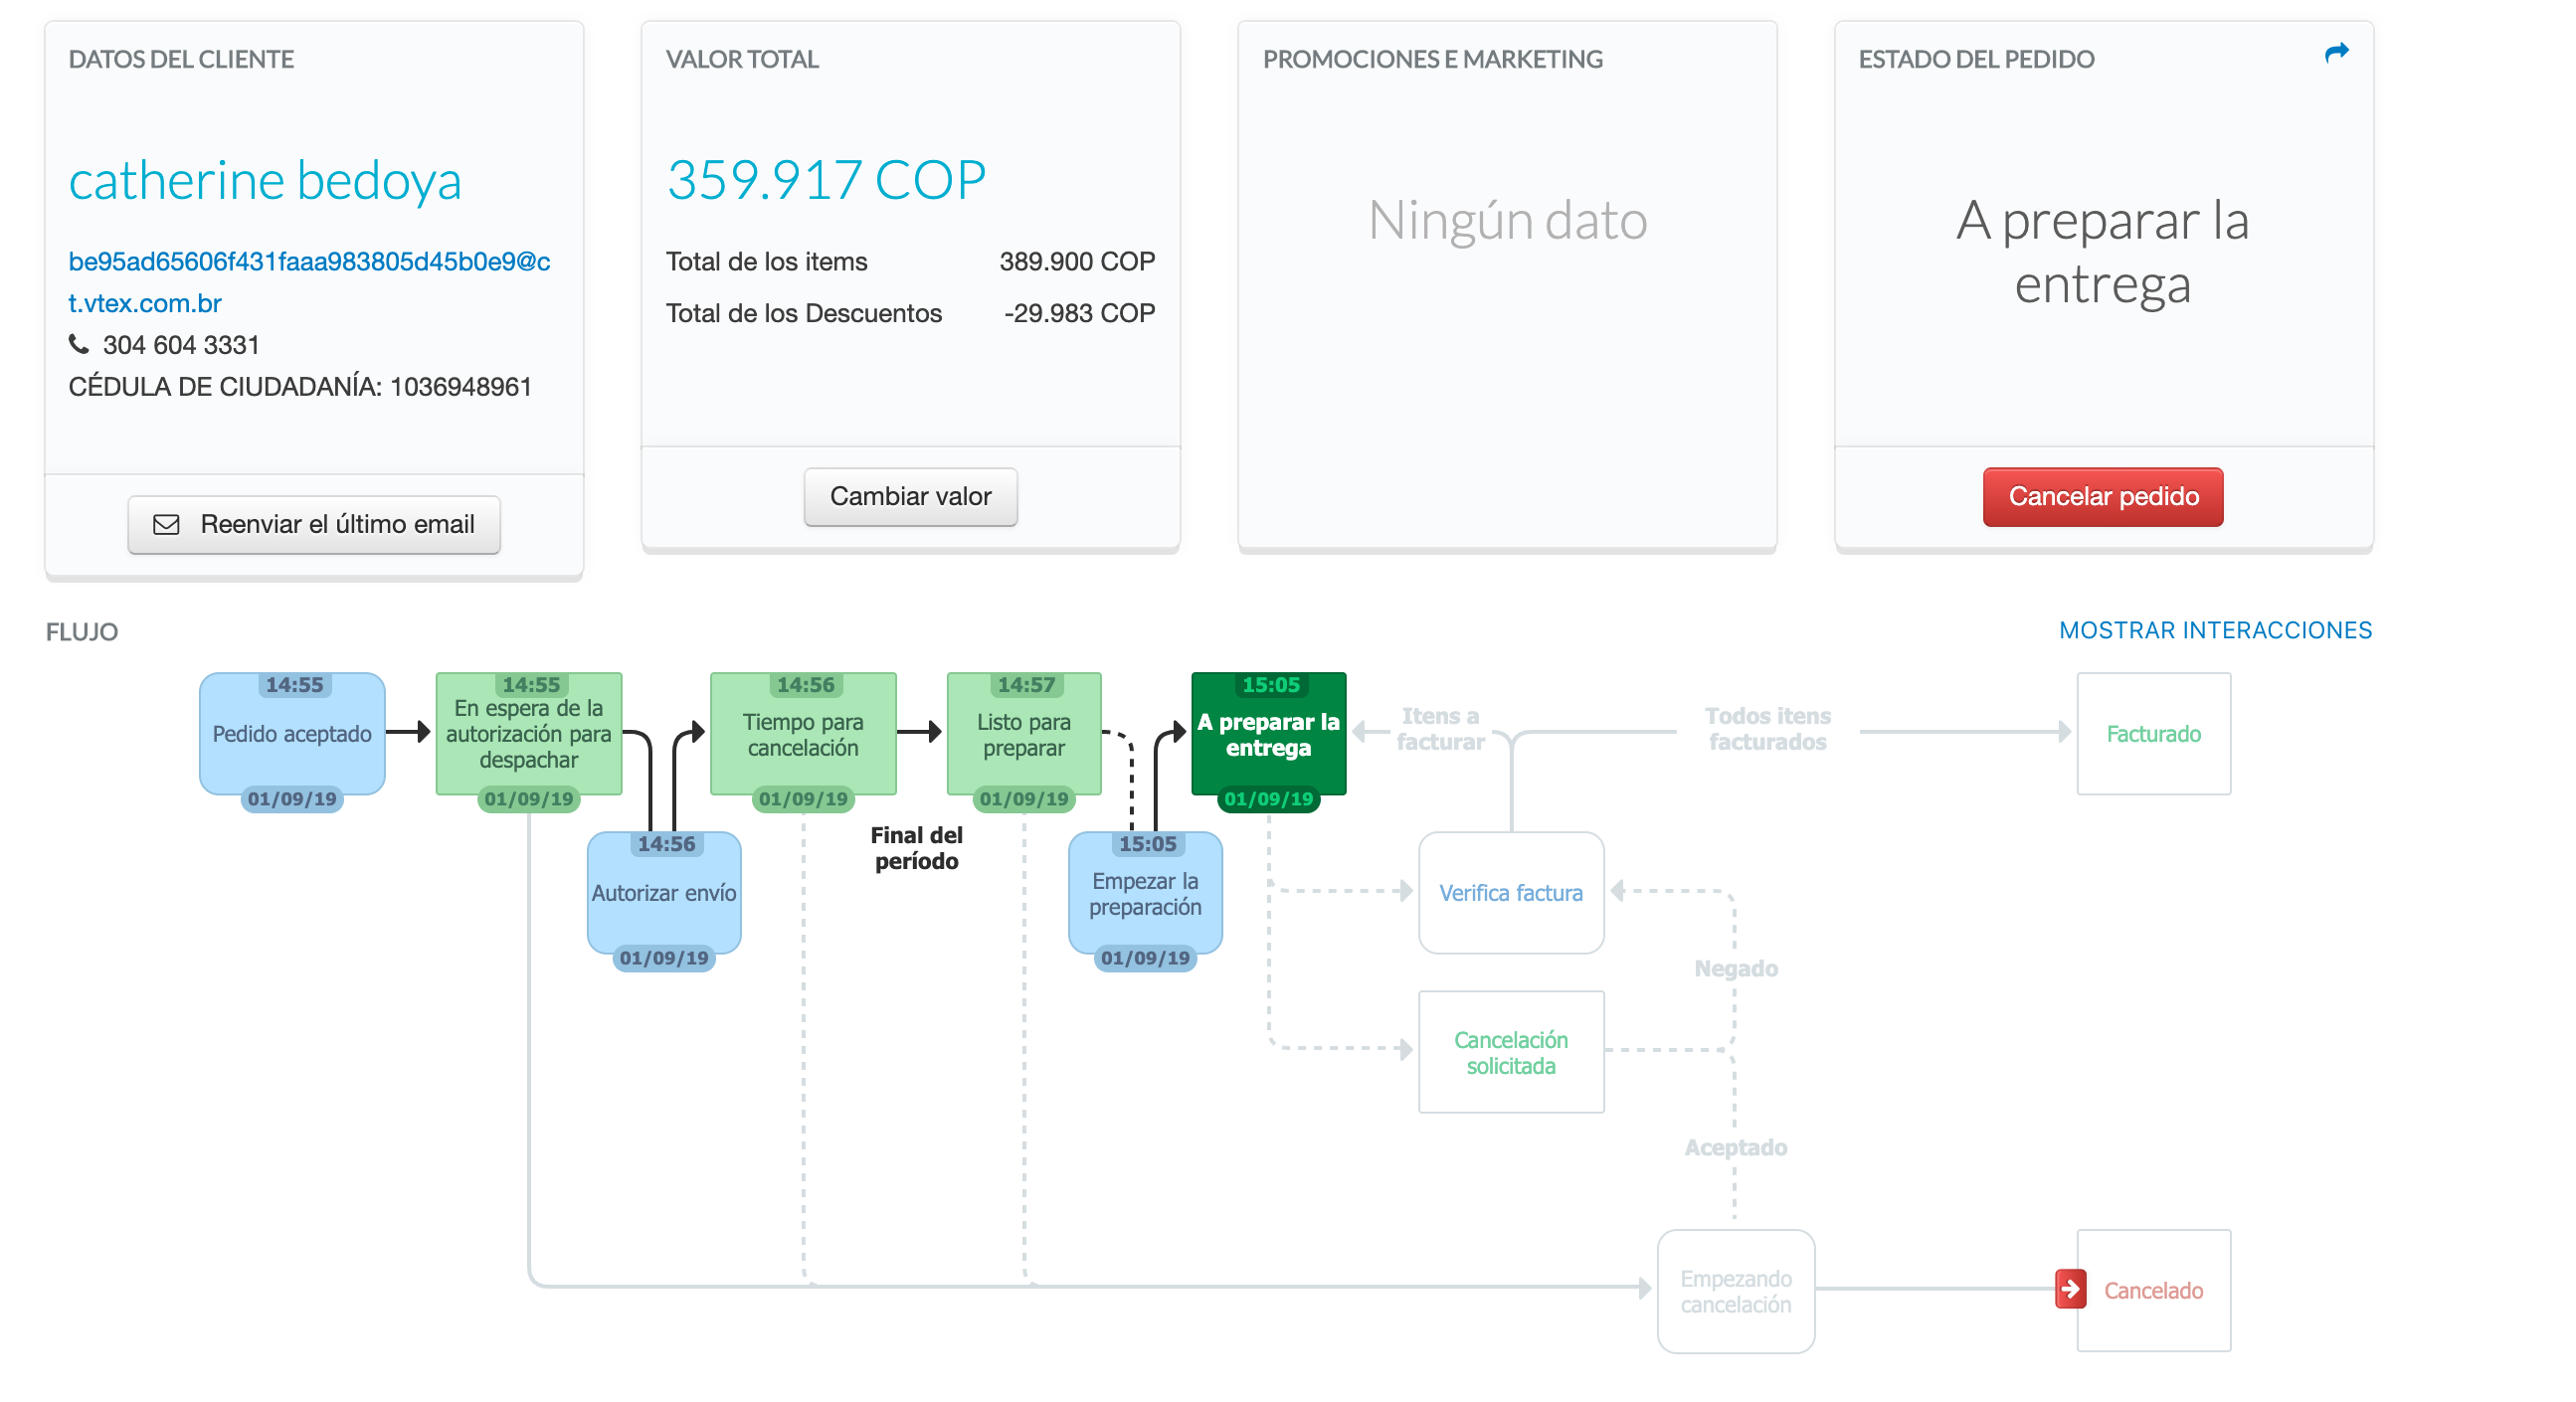 DATOS DEL CLIENTE
catherine bedoya
be95ad65606f431faaa983805d45b0e9@c
t.vtex.com.br
304 604 3331
CÉDULA DE CIUDADANÍA: 1036948961
Reenviar el último email
VALOR TOTAL
359.917 COP
Total de los items 389.900 COP
Total de los Descuentos -29.983 COP
Cambiar valor
PROMOCIONES E MARKETING
Ningún dato
ESTADO DEL PEDIDO
A preparar la
entrega
Cancelar pedido
FLUJO
MOSTRAR INTERACCIONES
14:55
Pedido aceptado
01/09/19
14:55
En espera de la
autorización para
despachar
01/09/19
14:56
Autorizar envío
01/09/19
14:56
Tiempo para
cancelación
01/09/19
Final del
período
14:57
Listo para
preparar
01/09/19
15:05
Empezar la
preparación
01/09/19
15:05
A preparar la
entrega
01/09/19
Itens a
facturar
Todos itens
facturados
Facturado
Verifica factura
Negado
Cancelación
solicitada
Aceptado
Empezando
cancelación
Cancelado